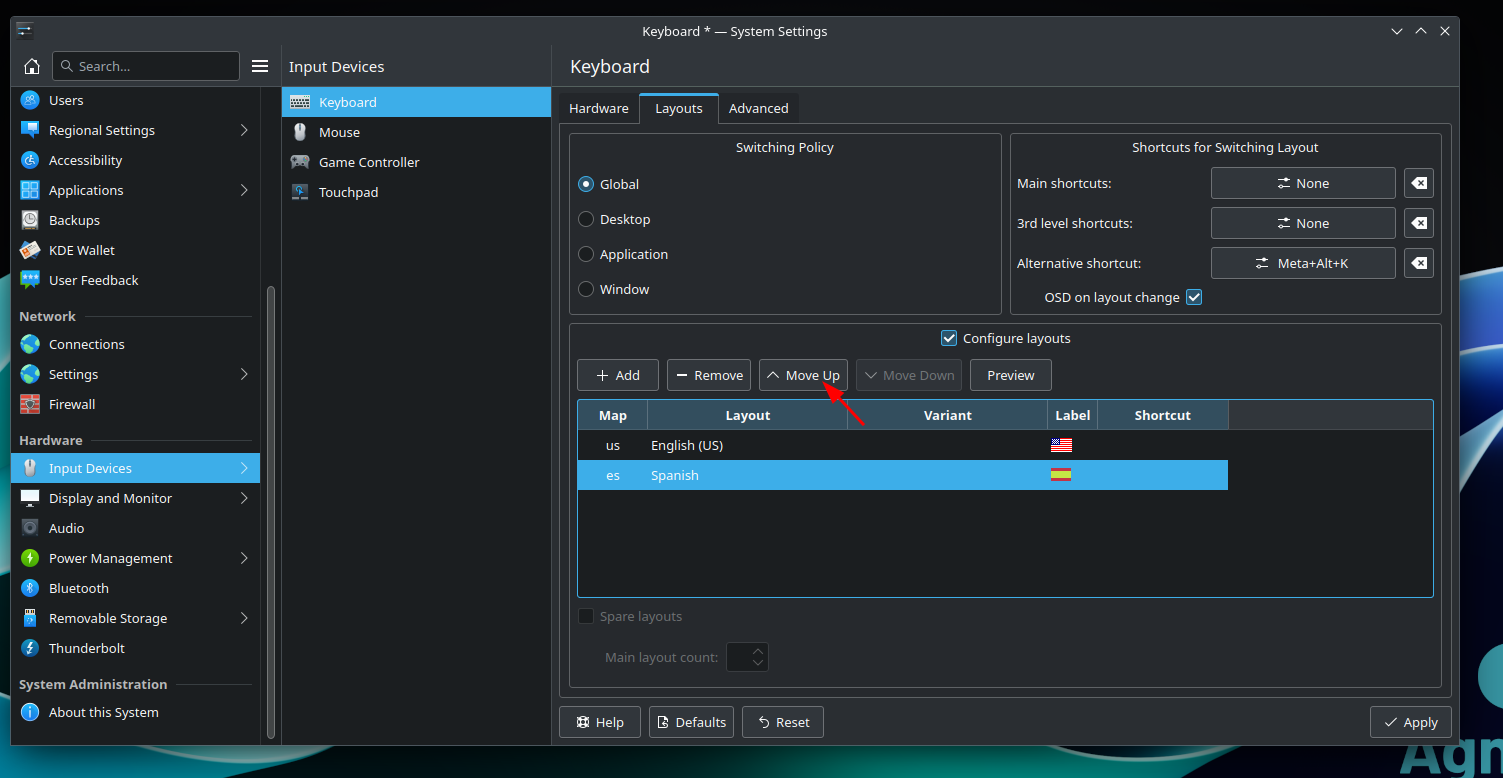 Keyboard * — System Settings
Search...
Input Devices
Keyboard
Users
Regional Settings
Accessibility
Applications
Backups
KDE Wallet
User Feedback
Network
Connections
Settings
Firewall
Hardware
Input Devices
Display and Monitor
Audio
Power Management
Bluetooth
Removable Storage
Thunderbolt
System Administration
About this System
Keyboard
Mouse
Game Controller
Touchpad
Hardware Layouts Advanced
Switching Policy
Global
Desktop
Application
Window
Shortcuts for Switching Layout
Main shortcuts: None
3rd level shortcuts: None
Alternative shortcut: Meta+Alt+K
OSD on layout change
Configure layouts
Add Remove Move Up Move Down Preview
Map Layout Variant Label Shortcut
us English (US)
es Spanish
Spare layouts
Main layout count:
Help Defaults Reset Apply